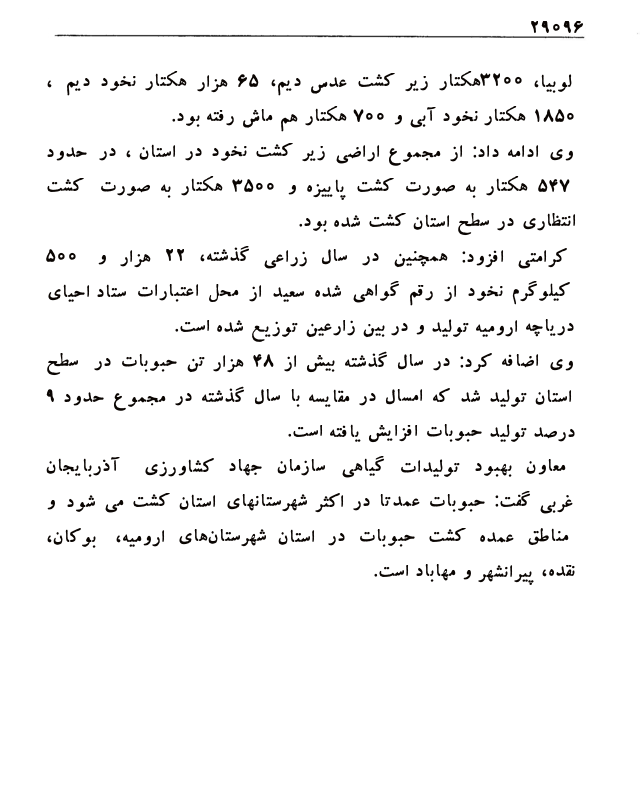 ۲۹۰۹۶
لوبیا، ۳۲۰۰هکتار زیر کشت عدس دیم، ۶۵ هزار هکتار نخود دیم ،
۱۸۵۰ هکتار نخود آبی و ۷۰۰ هکتار هم ماش رفته بود.
وی ادامه داد: از مجموع اراضی زیر کشت نخود در استان ، در حدود
۵۴۷ هکتار به صورت کشت پاییزه و ۳۵۰۰ هکتار به صورت کشت
انتظاری در سطح استان کشت شده بود.
کرامتی افزود: همچنین در سال زراعی گذشته، ۲۲ هزار و ۵۰۰
کیلوگرم نخود از رقم گواهی شده سعید از محل اعتبارات ستاد احیای
دریاچه ارومیه تولید و در بین زارعین توزیع شده است.
وی اضافه کرد: در سال گذشته بیش از ۴۸ هزار تن حبوبات در سطح
استان تولید شد که امسال در مقایسه با سال گذشته در مجموع حدود ۹
درصد تولید حبوبات افزایش یافته است.
معاون بهبود تولیدات گیاهی سازمان جهاد کشاورزی آذربایجان
غربی گفت: حبوبات عمدتا در اکثر شهرستانهای استان کشت می شود و
مناطق عمده کشت حبوبات در استان شهرستان‌های ارومیه، بوکان،
نقده، پیرانشهر و مهاباد است.